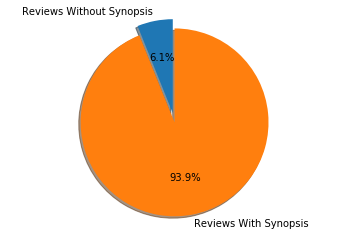 Reviews Without Synopsis
6.1%
93.9%
Reviews With Synopsis